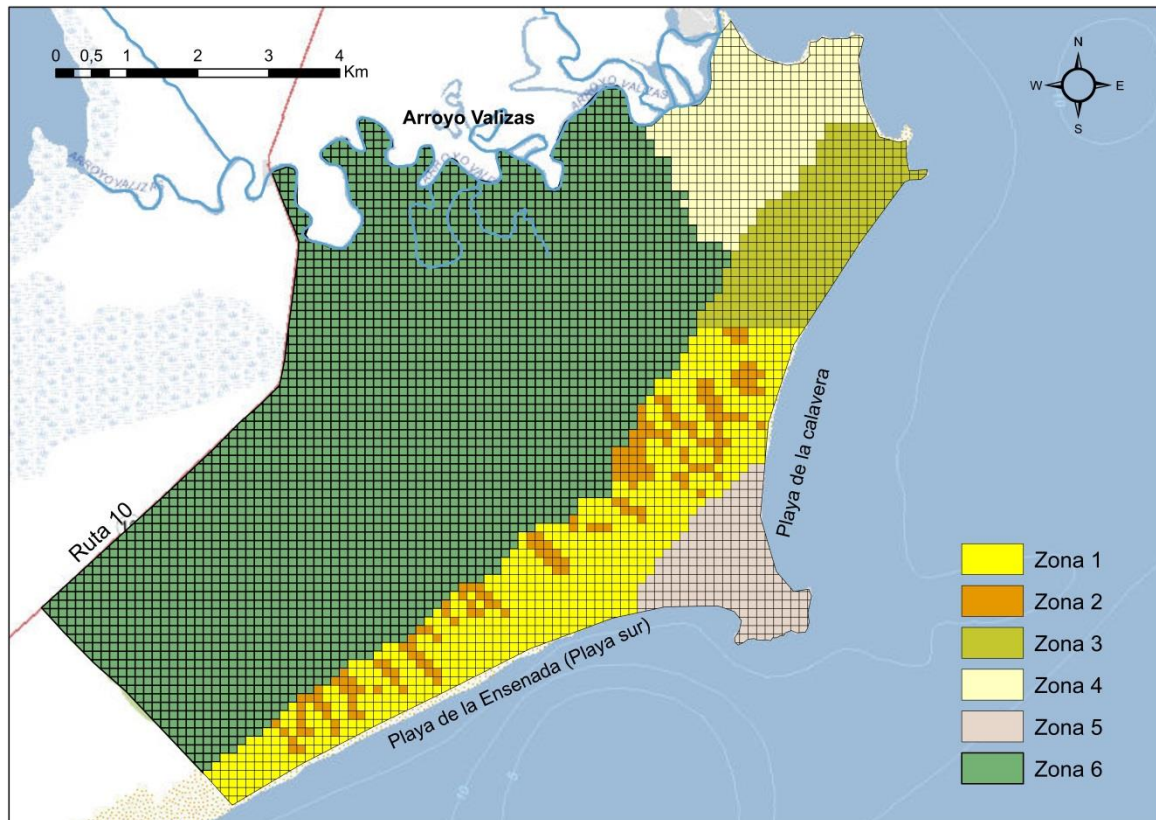 0 0,5 1 2 3 4
Km
N
W E
S
ARROYO VALIZAS
Arroyo Valizas
ARROYO VALIZAS
Playa de la calavera
Ruta 10
Playa de la Ensenada (Playa sur)
10
Zona 1
Zona 2
Zona 3
Zona 4
Zona 5
Zona 6